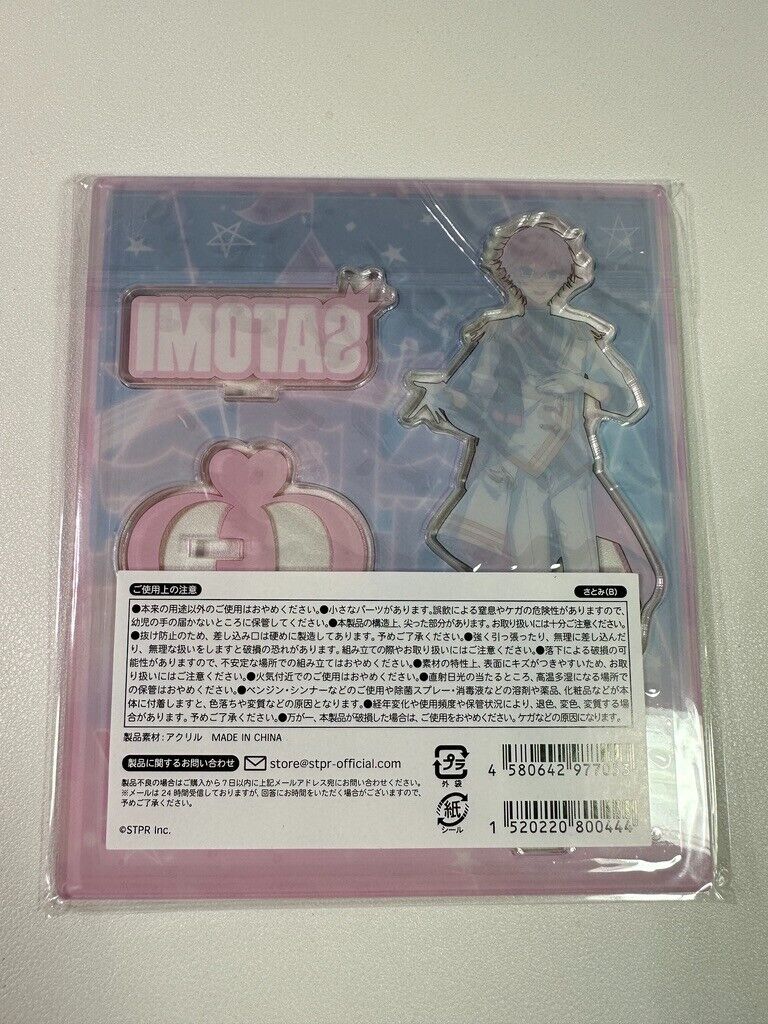 SATOMI
ご使用上の注意
さとみ(B)
●本来の用途以外のご使用はおやめください。●小さなパーツがあります。誤飲による窒息やケガの危険性がありますので、
幼児の手の届かないところに保管してください。●本製品の構造上、尖った部分があります。お取り扱いには十分ご注意ください。
●抜け防止のため、差し込み口は硬めに製造してあります。予めご了承ください。●強く引っ張ったり、無理に差し込んだ
り、無理な扱いをしますと破損の恐れがあります。組み立ての際やお取り扱いにはご注意ください。●落下による破損の可
能性がありますので、不安定な場所での組み立てはおやめください。●素材の特性上、表面にキズがつきやすいため、お取
り扱いにはご注意ください。●火気付近でのご使用はおやめください。●直射日光の当たるところ、高温多湿になる場所で
の保管はおやめください。●ベンジン・シンナーなどのご使用や除菌スプレー・消毒液などの溶剤や薬品、化粧品などが本
体に付着しますと、色落ちや変質などの原因となります。●経年変化や使用頻度や保管状況により、退色、変色、変質する場
合があります。予めご了承ください。●万が一、本製品が破損した場合は、ご使用をおやめください。ケガなどの原因になります。
製品素材:アクリル MADE IN CHINA
製品に関するお問い合わせ store@stpr-official.com
製品不良の場合はご購入から7日以内に上記メールアドレス宛にお問い合わせください。
※メールは24時間受信しておりますが、回答にお時間をいただく場合がございますので、
予めご了承ください。
©STPR Inc.
プラ
外袋
紙
シール
4 580642 977
1 520220 800444